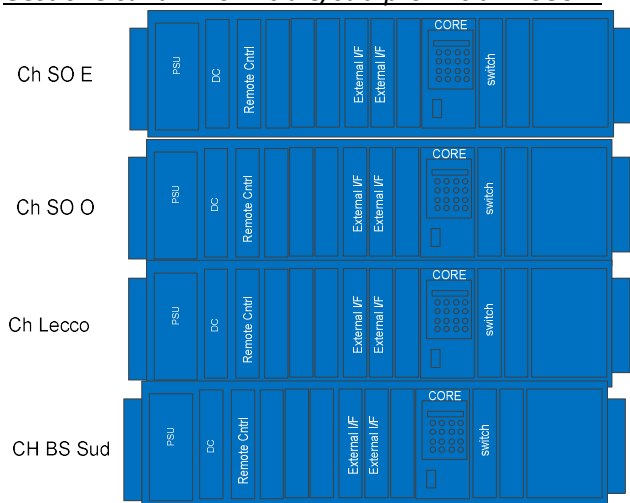 Ch SO E
PSU
DC
Remote Cntrl
External I/F
External I/F
CORE
switch
Ch SO O
PSU
DC
Remote Cntrl
External I/F
External I/F
CORE
switch
Ch Lecco
PSU
DC
Remote Cntrl
External I/F
External I/F
CORE
switch
CH BS Sud
PSU
DC
Remote Cntrl
External I/F
External I/F
CORE
switch